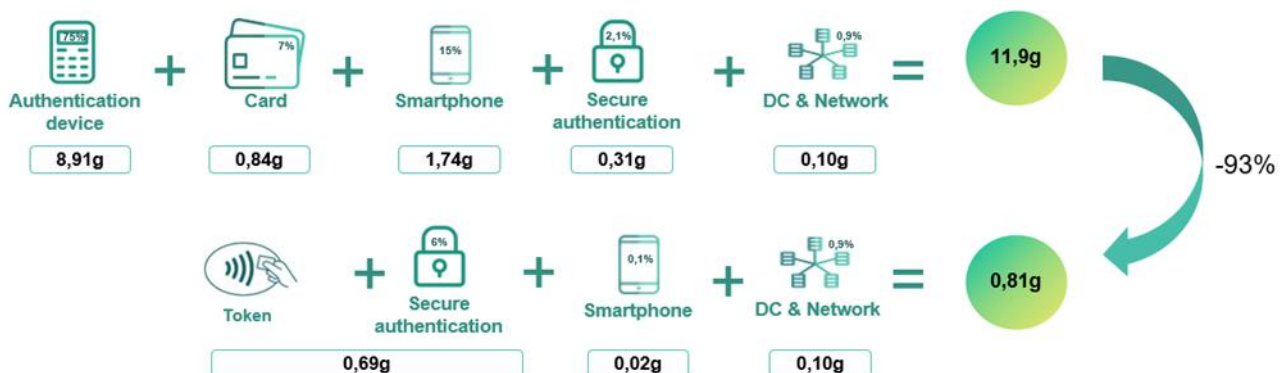 75%
7%
15%
2,1%
0,9%
Authentication
device
Card
Smartphone
Secure
authentication
DC & Network
+ + + + =
11,9g
8,91g
0,84g
1,74g
0,31g
0,10g
-93%
6%
0,1%
0,9%
Token
Secure
authentication
Smartphone
DC & Network
+ + + =
0,81g
0,69g
0,02g
0,10g